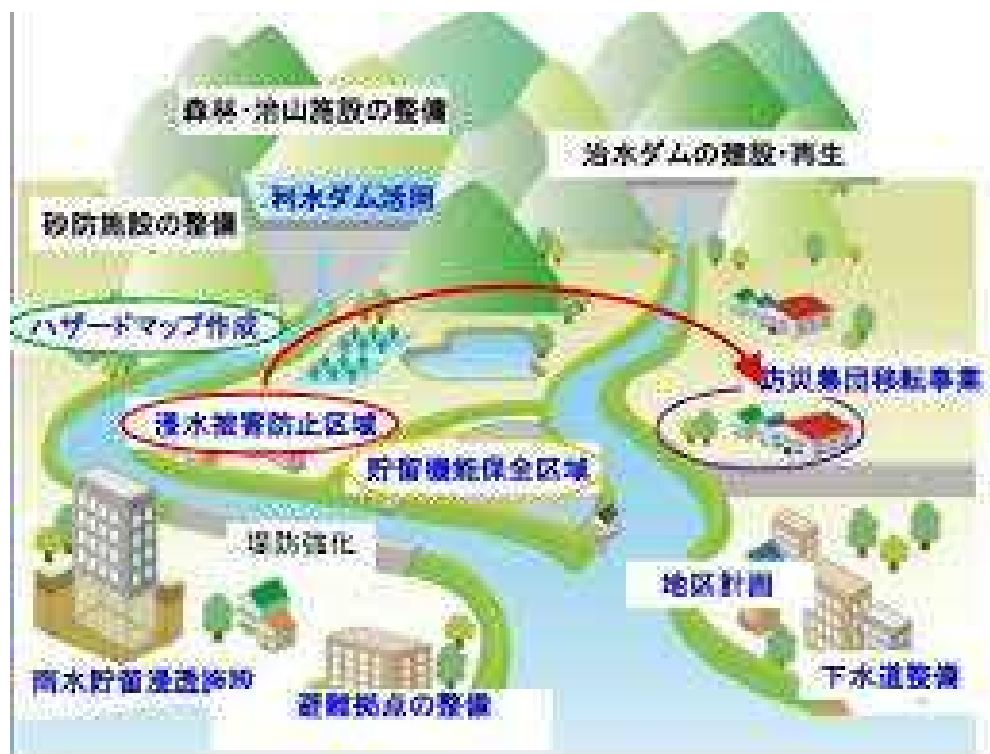 森林・治山施設の整備
治水ダムの建設・再生
利水ダム活用
砂防施設の整備
ハザードマップ作成
防災集団移転事業
浸水被害防止区域
貯留機能保全区域
堤防強化
地区計画
雨水貯留浸透施設
下水道整備
避難拠点の整備